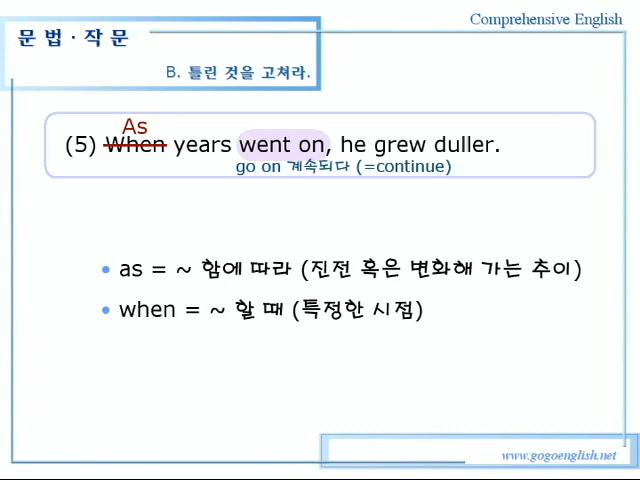 Comprehensive English
문 법 · 작 문
B. 틀린 것을 고쳐라.
As
(5) When years went on, he grew duller.
go on 계속되다 (=continue)
• as = ~ 함에 따라 (진전 혹은 변화해 가는 추이)
• when = ~ 할 때 (특정한 시점)
www.gogoenglish.net